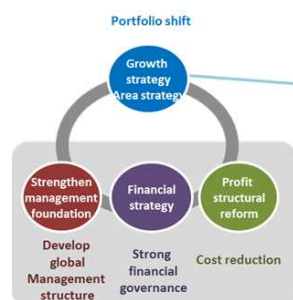 Portfolio shift
Growth
strategy
Area strategy
Strengthen
management
foundation
Financial
strategy
Profit
structural
reform
Develop
global
Management
structure
Strong
financial
governance
Cost reduction